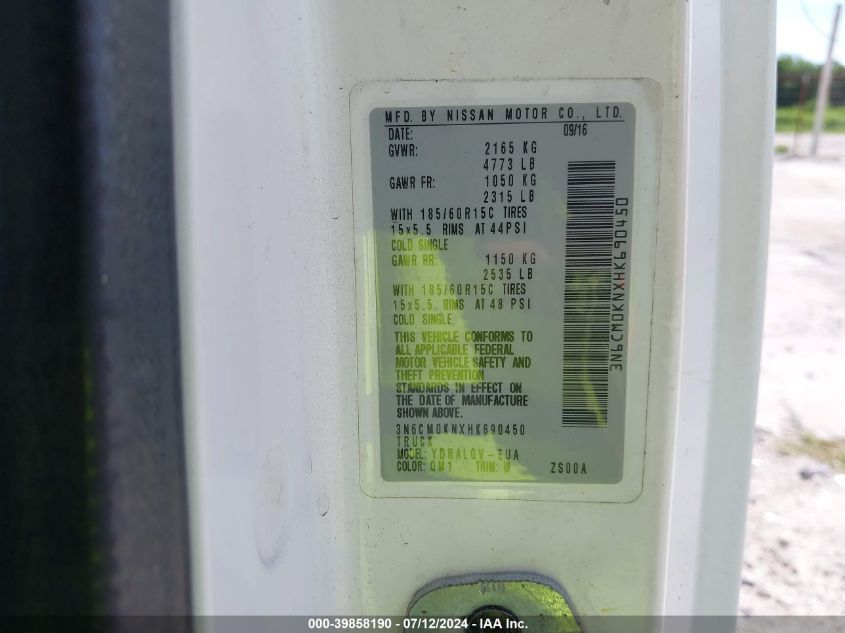 MFD. BY NISSAN MOTOR CO., LTD.
DATE: 09/16
GVWR: 2165 KG
4773 LB
GAWR FR: 1050 KG
2315 LB
WITH 185/60R15C TIRES
15x5.5 RIMS AT 44PSI
COLD SINGLE
GAWR RR: 1150 KG
2535 LB
WITH 185/60R15C TIRES
15x5.5 RIMS AT 48 PSI
COLD SINGLE
THIS VEHICLE CONFORMS TO
ALL APPLICABLE FEDERAL
MOTOR VEHICLE SAFETY AND
THEFT PREVENTION
STANDARDS IN EFFECT ON
THE DATE OF MANUFACTURE
SHOWN ABOVE.
3N6CM0KNXHK690450
TRUCK
MODEL: YDRALGV-EUA
COLOR: QM1 TRIM: W ZS00A
3N6CM0KNXHK690450
000-39858190 - 07/12/2024 - IAA Inc.